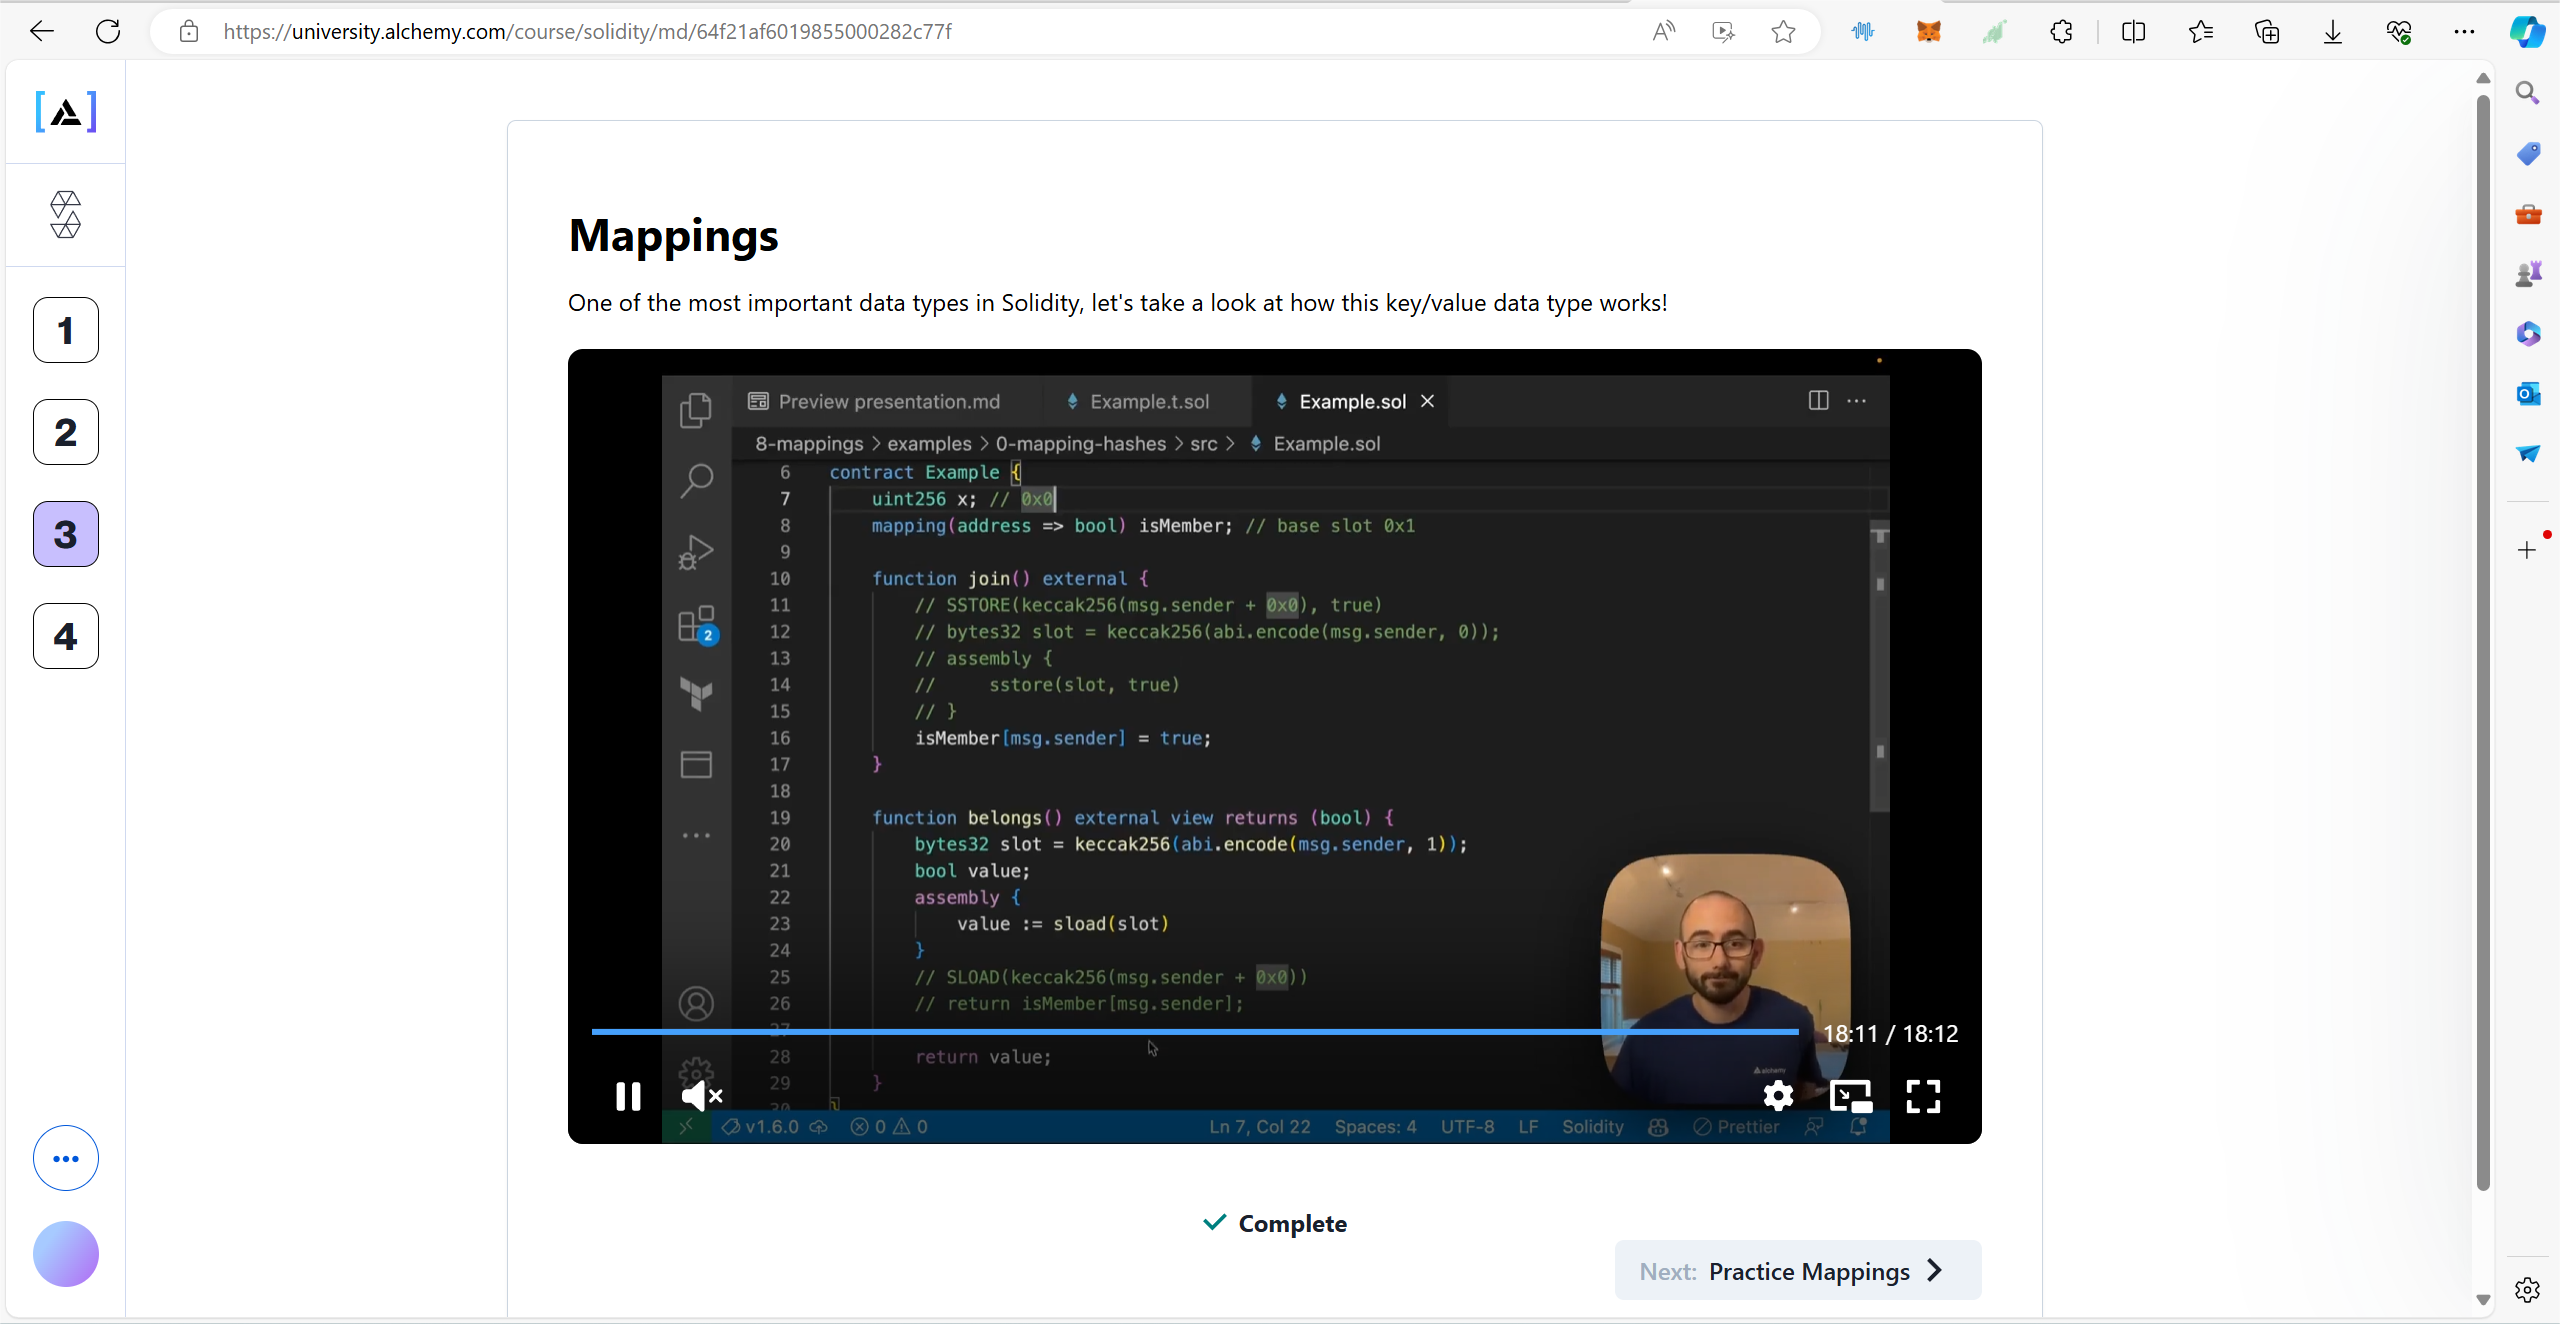 https://university.alchemy.com/course/solidity/md/64f21af6019855000282c77f
1
2
3
4
Mappings
One of the most important data types in Solidity, let's take a look at how this key/value data type works!
Preview presentation.md
Example.t.sol
Example.sol
8-mappings > examples > 0-mapping-hashes > src > Example.sol
6 contract Example {
7 uint256 x; // 0x0
8 mapping(address => bool) isMember; // base slot 0x1
9
10 function join() external {
11 // SSTORE(keccak256(msg.sender + 0x0), true)
12 // bytes32 slot = keccak256(abi.encode(msg.sender, 0));
13 // assembly {
14 // sstore(slot, true)
15 // }
16 isMember[msg.sender] = true;
17 }
18
19 function belongs() external view returns (bool) {
20 bytes32 slot = keccak256(abi.encode(msg.sender, 1));
21 bool value;
22 assembly {
23 value := sload(slot)
24 }
25 // SLOAD(keccak256(msg.sender + 0x0))
26 // return isMember[msg.sender];
27
28 return value;
29 }
30 }
2
18:11 / 18:12
alchemy
v1.6.0
0
0
Ln 7, Col 22
Spaces: 4
UTF-8
LF
Solidity
Prettier
Complete
Next: Practice Mappings